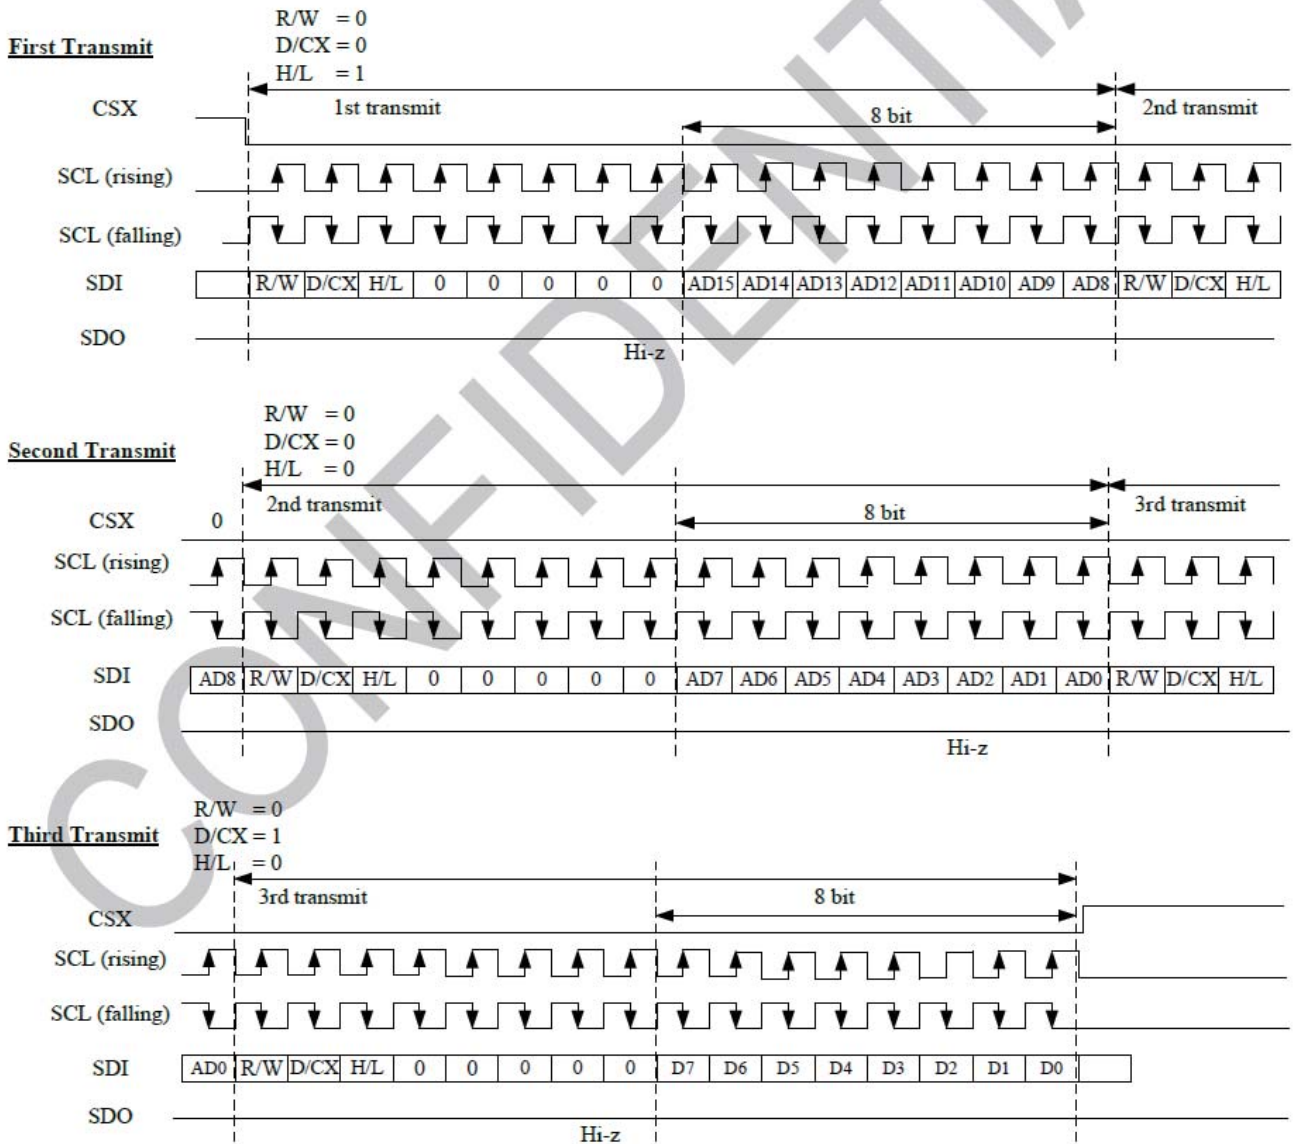 R/W = 0
First Transmit
D/CX = 0
H/L = 1
CSX
1st transmit
8 bit
2nd transmit
SCL (rising)
SCL (falling)
SDI
R/W D/CX H/L 0 0 0 0 0 AD15 AD14 AD13 AD12 AD11 AD10 AD9 AD8 R/W D/CX H/L
SDO
Hi-z
R/W = 0
D/CX = 0
Second Transmit
H/L = 0
2nd transmit
8 bit
3rd transmit
CSX 0
SCL (rising)
SCL (falling)
SDI
AD8 R/W D/CX H/L 0 0 0 0 0 AD7 AD6 AD5 AD4 AD3 AD2 AD1 AD0 R/W D/CX H/L
SDO
Hi-z
R/W = 0
Third Transmit
D/CX = 1
H/L = 0
3rd transmit
8 bit
CSX
SCL (rising)
SCL (falling)
SDI
AD0 R/W D/CX H/L 0 0 0 0 0 D7 D6 D5 D4 D3 D2 D1 D0
SDO
Hi-z
CONFIDENTIA